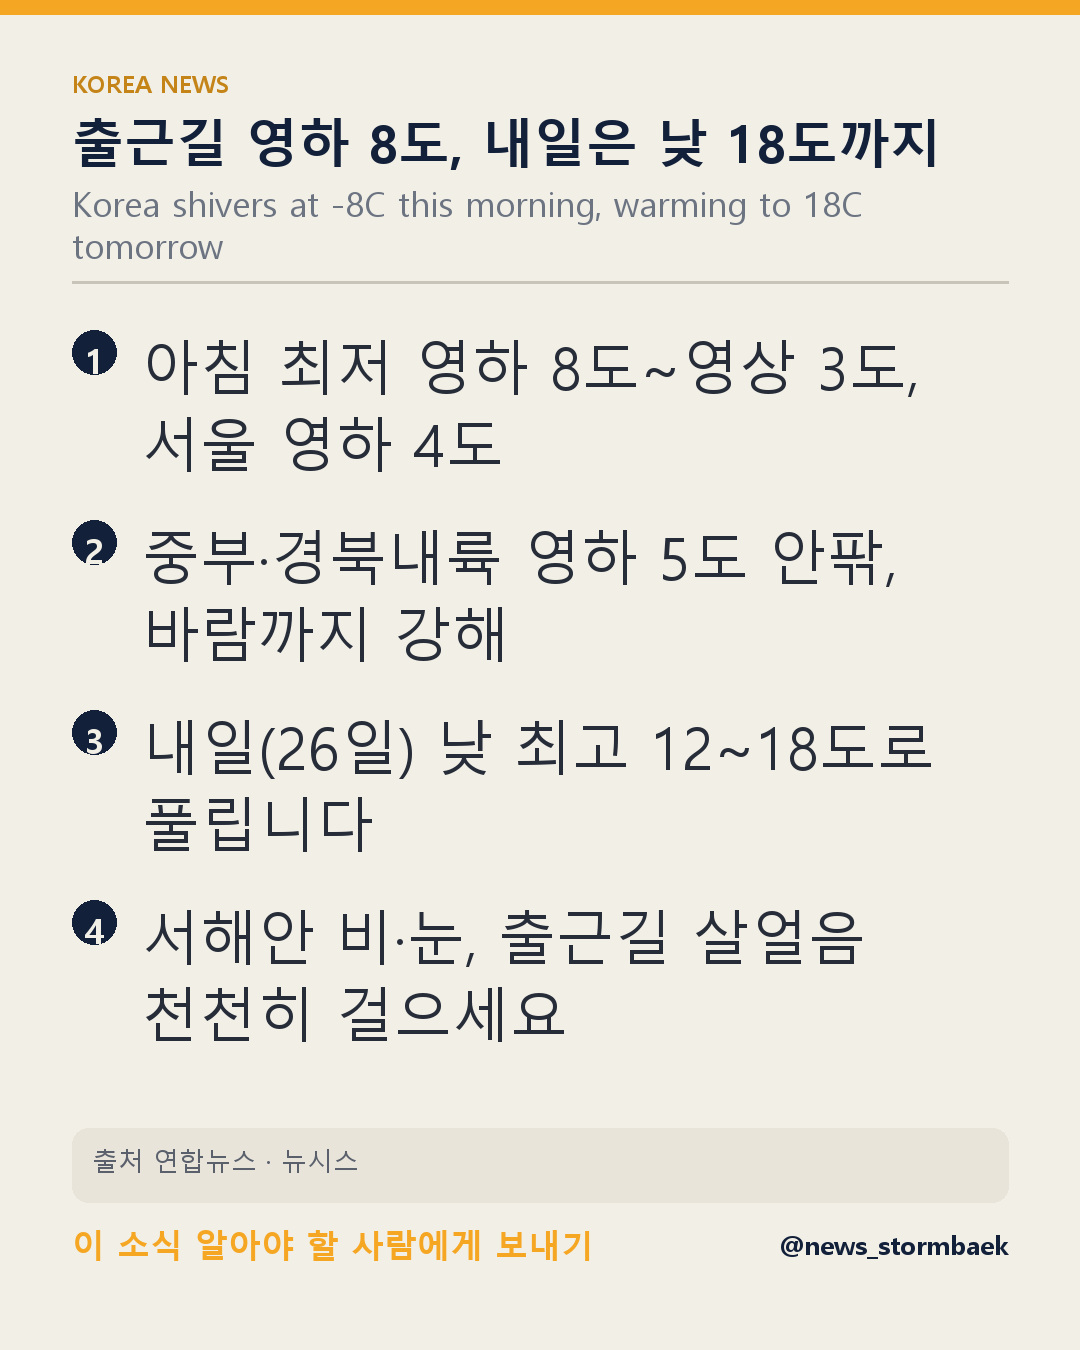 KOREA NEWS
출근길 영하 8도, 내일은 낮 18도까지
Korea shivers at -8C this morning, warming to 18C
tomorrow
1 아침 최저 영하 8도~영상 3도,
서울 영하 4도
2 중부·경북내륙 영하 5도 안팎,
바람까지 강해
3 내일(26일) 낮 최고 12~18도로
풀립니다
4 서해안 비·눈, 출근길 살얼음
천천히 걸으세요
출처 연합뉴스 · 뉴시스
이 소식 알아야 할 사람에게 보내기
@news_stormbaek